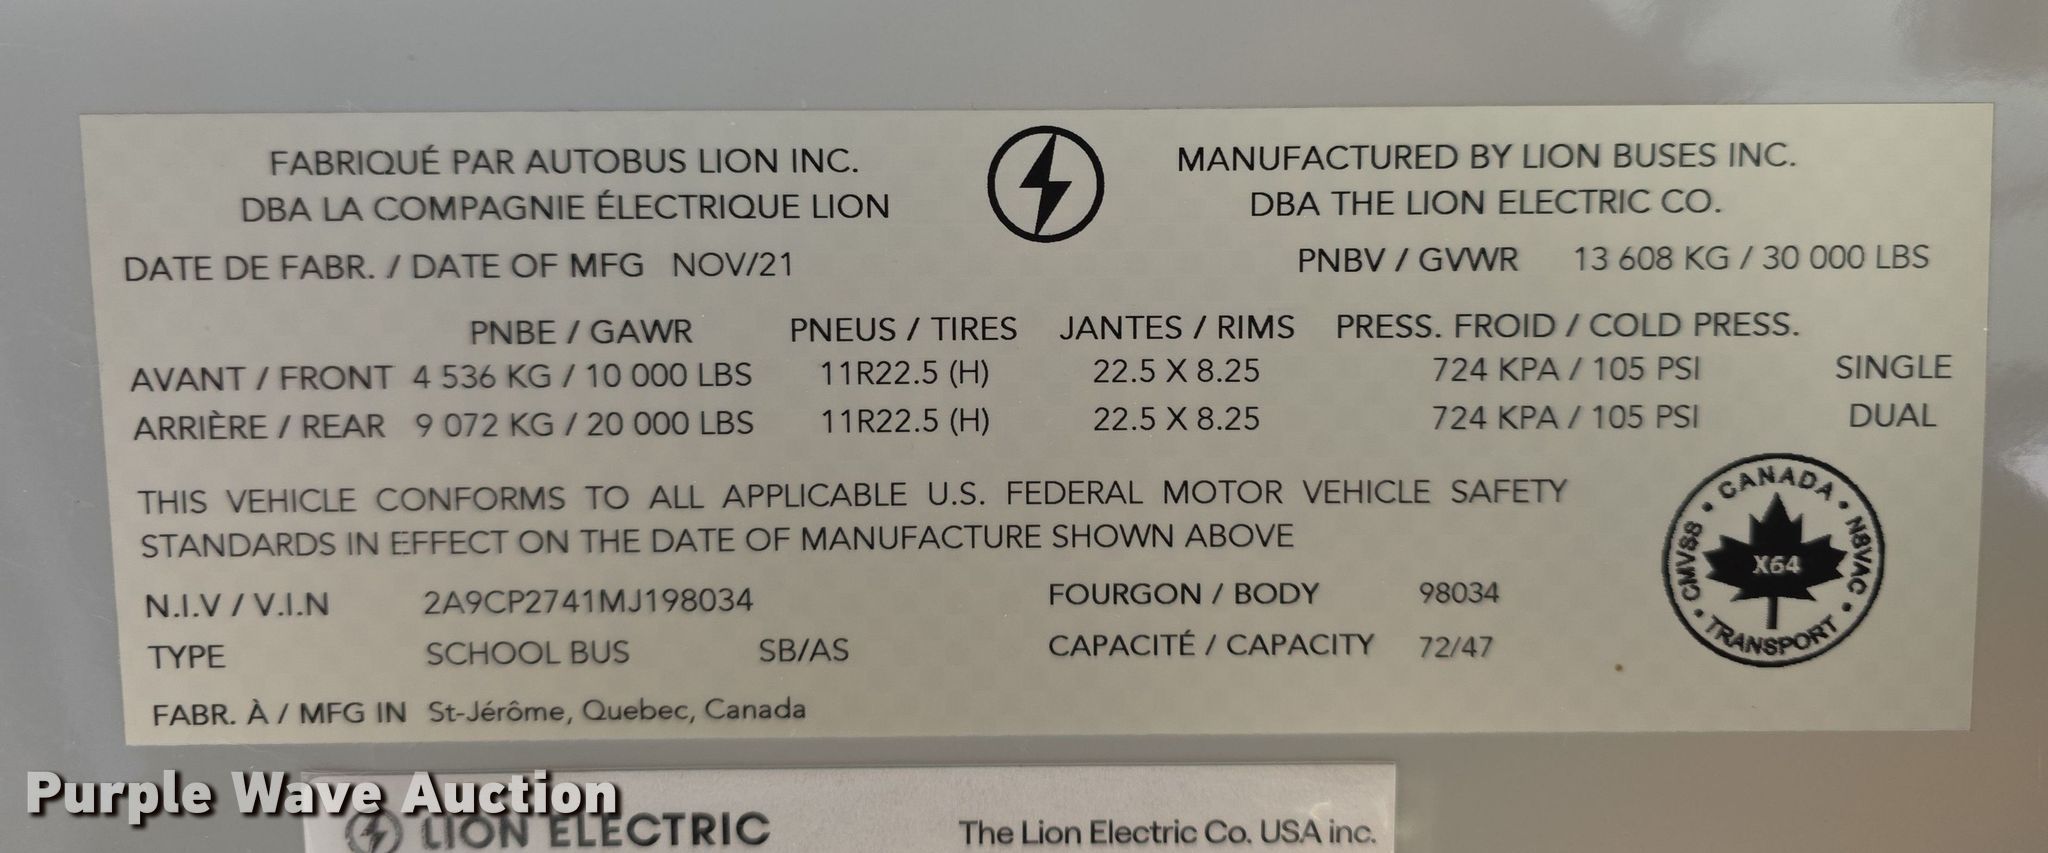 FABRIQUÉ PAR AUTOBUS LION INC.
DBA LA COMPAGNIE ÉLECTRIQUE LION
MANUFACTURED BY LION BUSES INC.
DBA THE LION ELECTRIC CO.
DATE DE FABR. / DATE OF MFG NOV/21
PNBV / GVWR 13 608 KG / 30 000 LBS
PNBE / GAWR PNEUS / TIRES JANTES / RIMS PRESS. FROID / COLD PRESS.
AVANT / FRONT 4 536 KG / 10 000 LBS 11R22.5 (H) 22.5 X 8.25 724 KPA / 105 PSI SINGLE
ARRIÈRE / REAR 9 072 KG / 20 000 LBS 11R22.5 (H) 22.5 X 8.25 724 KPA / 105 PSI DUAL
THIS VEHICLE CONFORMS TO ALL APPLICABLE U.S. FEDERAL MOTOR VEHICLE SAFETY
STANDARDS IN EFFECT ON THE DATE OF MANUFACTURE SHOWN ABOVE
CMVSS • CANADA • NSVAC • TRANSPORT •
X64
N.I.V / V.I.N 2A9CP2741MJ198034 FOURGON / BODY 98034
TYPE SCHOOL BUS SB/AS CAPACITÉ / CAPACITY 72/47
FABR. À / MFG IN St-Jérôme, Quebec, Canada
Purple Wave Auction
LION ELECTRIC The Lion Electric Co. USA inc.